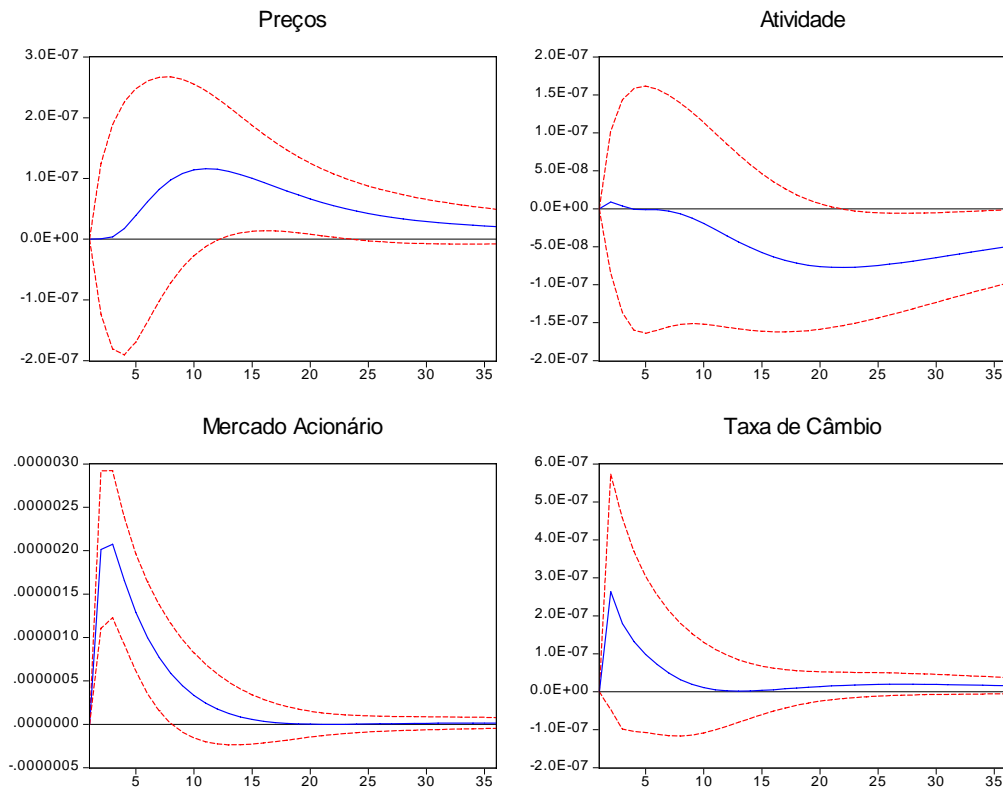 Preços
3.0E-07
2.0E-07
1.0E-07
0.0E+00
-1.0E-07
-2.0E-07
5 10 15 20 25 30 35
Atividade
2.0E-07
1.5E-07
1.0E-07
5.0E-08
0.0E+00
-5.0E-08
-1.0E-07
-1.5E-07
-2.0E-07
5 10 15 20 25 30 35
Mercado Acionário
.0000030
.0000025
.0000020
.0000015
.0000010
.0000005
.0000000
-.0000005
5 10 15 20 25 30 35
Taxa de Câmbio
6.0E-07
5.0E-07
4.0E-07
3.0E-07
2.0E-07
1.0E-07
0.0E+00
-1.0E-07
-2.0E-07
5 10 15 20 25 30 35